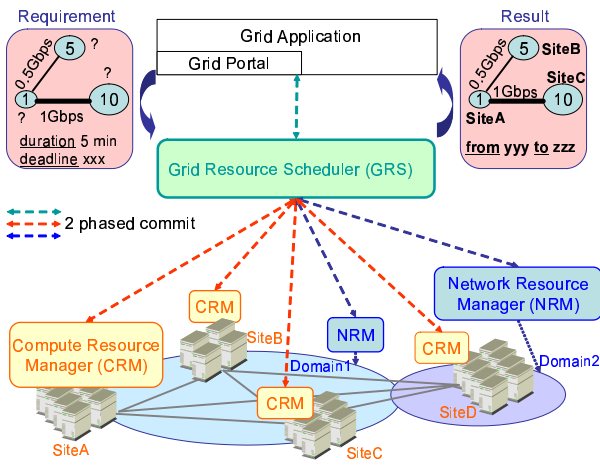 Requirement
?
5
0.5Gbps
?
1
10
1Gbps
?
duration 5 min
deadline xxx
Grid Application
Grid Portal
Result
5
SiteB
0.5Gbps
SiteC
1
1Gbps
10
SiteA
from yyy to zzz
Grid Resource Scheduler (GRS)
2 phased commit
CRM
Network Resource
Manager (NRM)
Compute Resource
Manager (CRM)
SiteB
NRM
CRM
Domain1
Domain2
CRM
SiteD
SiteA
SiteC